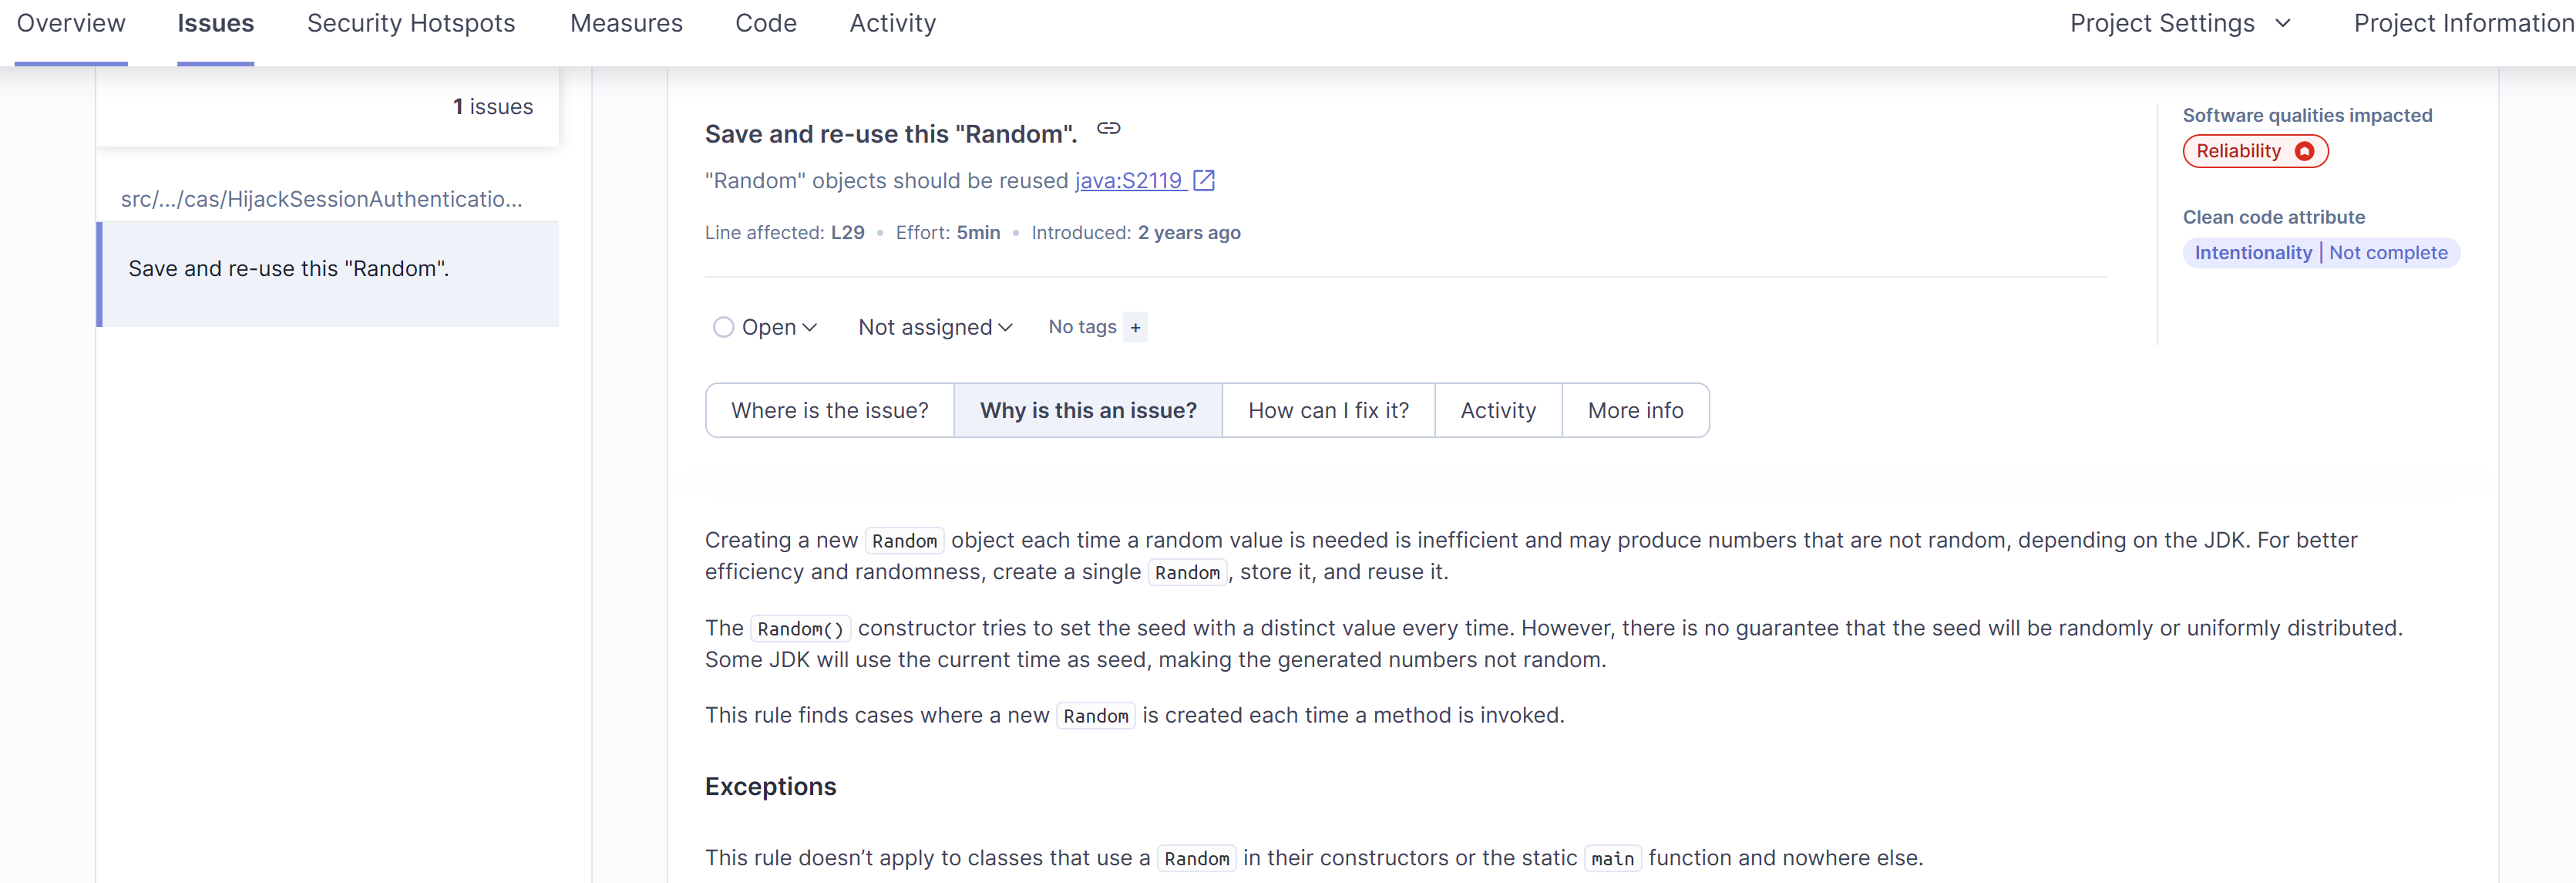 Overview Issues Security Hotspots Measures Code Activity Project Settings Project Information
1 issues
src/.../cas/HijackSessionAuthenticatio...
Save and re-use this "Random".
Save and re-use this "Random".
"Random" objects should be reused java:S2119
Line affected: L29 • Effort: 5min • Introduced: 2 years ago
Open Not assigned No tags +
Where is the issue? Why is this an issue? How can I fix it? Activity More info
Software qualities impacted
Reliability
Clean code attribute
Intentionality | Not complete
Creating a new Random object each time a random value is needed is inefficient and may produce numbers that are not random, depending on the JDK. For better
efficiency and randomness, create a single Random, store it, and reuse it.
The Random() constructor tries to set the seed with a distinct value every time. However, there is no guarantee that the seed will be randomly or uniformly distributed.
Some JDK will use the current time as seed, making the generated numbers not random.
This rule finds cases where a new Random is created each time a method is invoked.
Exceptions
This rule doesn’t apply to classes that use a Random in their constructors or the static main function and nowhere else.